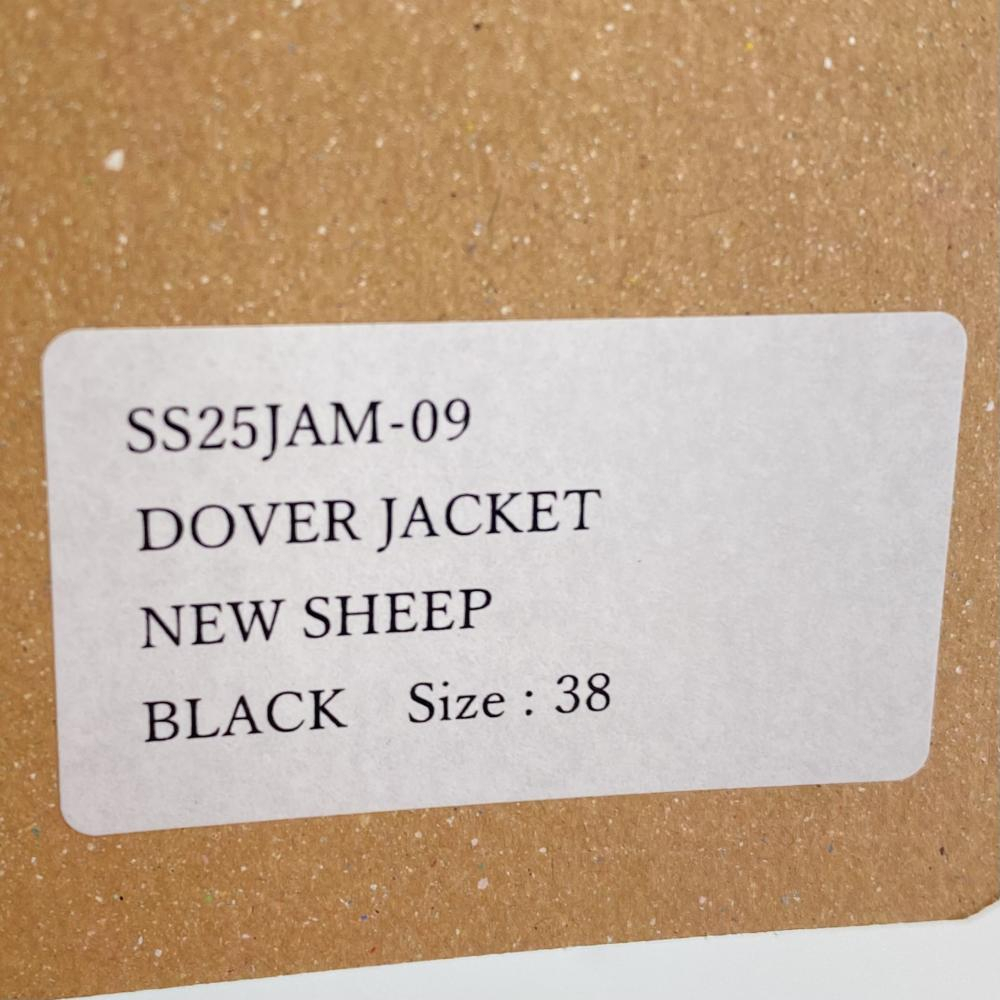 SS25JAM-09
DOVER JACKET
NEW SHEEP
BLACK Size : 38